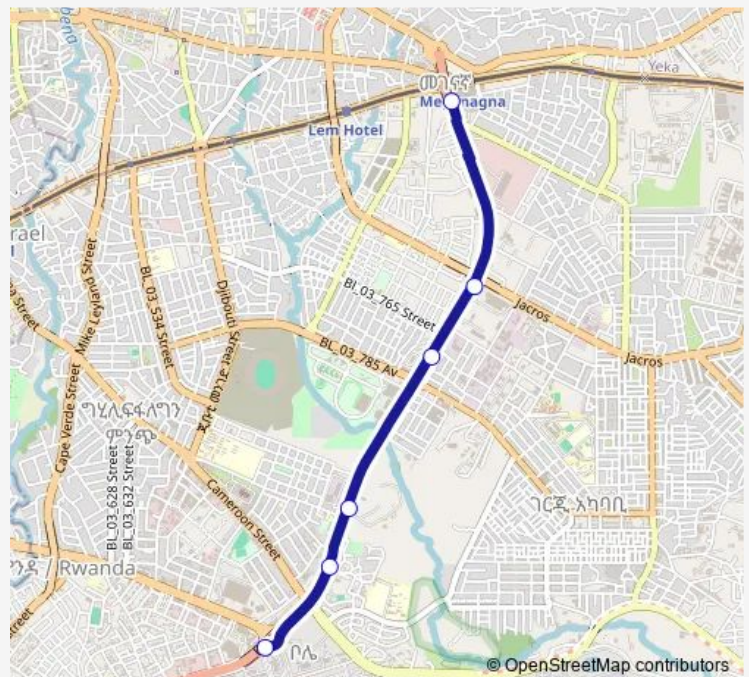 Yeka
መገናኛ
Megenagna
Lem Hotel
rael
Mike Leyland Street
BL_03_534 Street
Djibouti Street
BL_03_765 Street
Jacros
Jacros
BL_03_785 Av
Cape Verde Street
BL_03_628 Street
BL_03_632 Street
Cameroon Street
ገርጂ አካባቢ
/ Rwanda
ቦሌ
© OpenStreetMap contributors